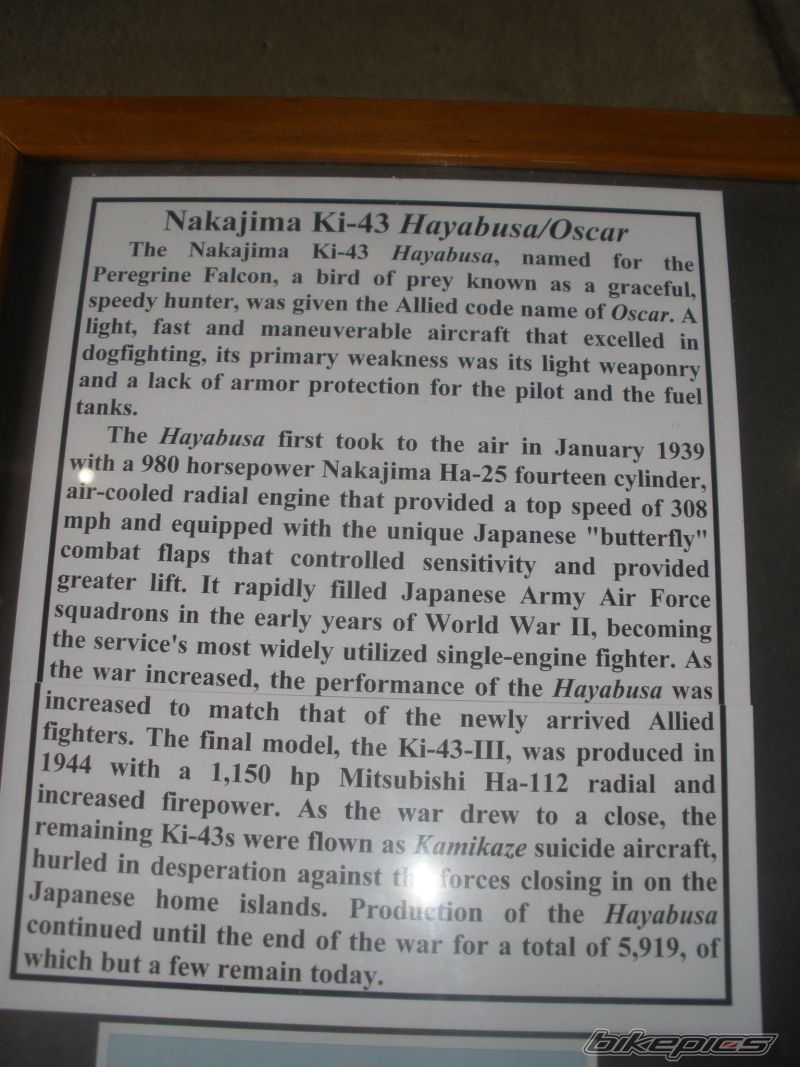 Nakajima Ki-43 Hayabusa/Oscar
The Nakajima Ki-43 Hayabusa, named for the
Peregrine Falcon, a bird of prey known as a graceful,
speedy hunter, was given the Allied code name of Oscar. A
light, fast and maneuverable aircraft that excelled in
dogfighting, its primary weakness was its light weaponry
and a lack of armor protection for the pilot and the fuel
tanks.
The Hayabusa first took to the air in January 1939
with a 980 horsepower Nakajima Ha-25 fourteen cylinder,
air-cooled radial engine that provided a top speed of 308
mph and equipped with the unique Japanese "butterfly"
combat flaps that controlled sensitivity and provided
greater lift. It rapidly filled Japanese Army Air Force
squadrons in the early years of World War II, becoming
the service's most widely utilized single-engine fighter. As
the war increased, the performance of the Hayabusa was
increased to match that of the newly arrived Allied
fighters. The final model, the Ki-43-III, was produced in
1944 with a 1,150 hp Mitsubishi Ha-112 radial and
increased firepower. As the war drew to a close, the
remaining Ki-43s were flown as Kamikaze suicide aircraft,
hurled in desperation against the forces closing in on the
Japanese home islands. Production of the Hayabusa
continued until the end of the war for a total of 5,919, of
which but a few remain today.
bikepics